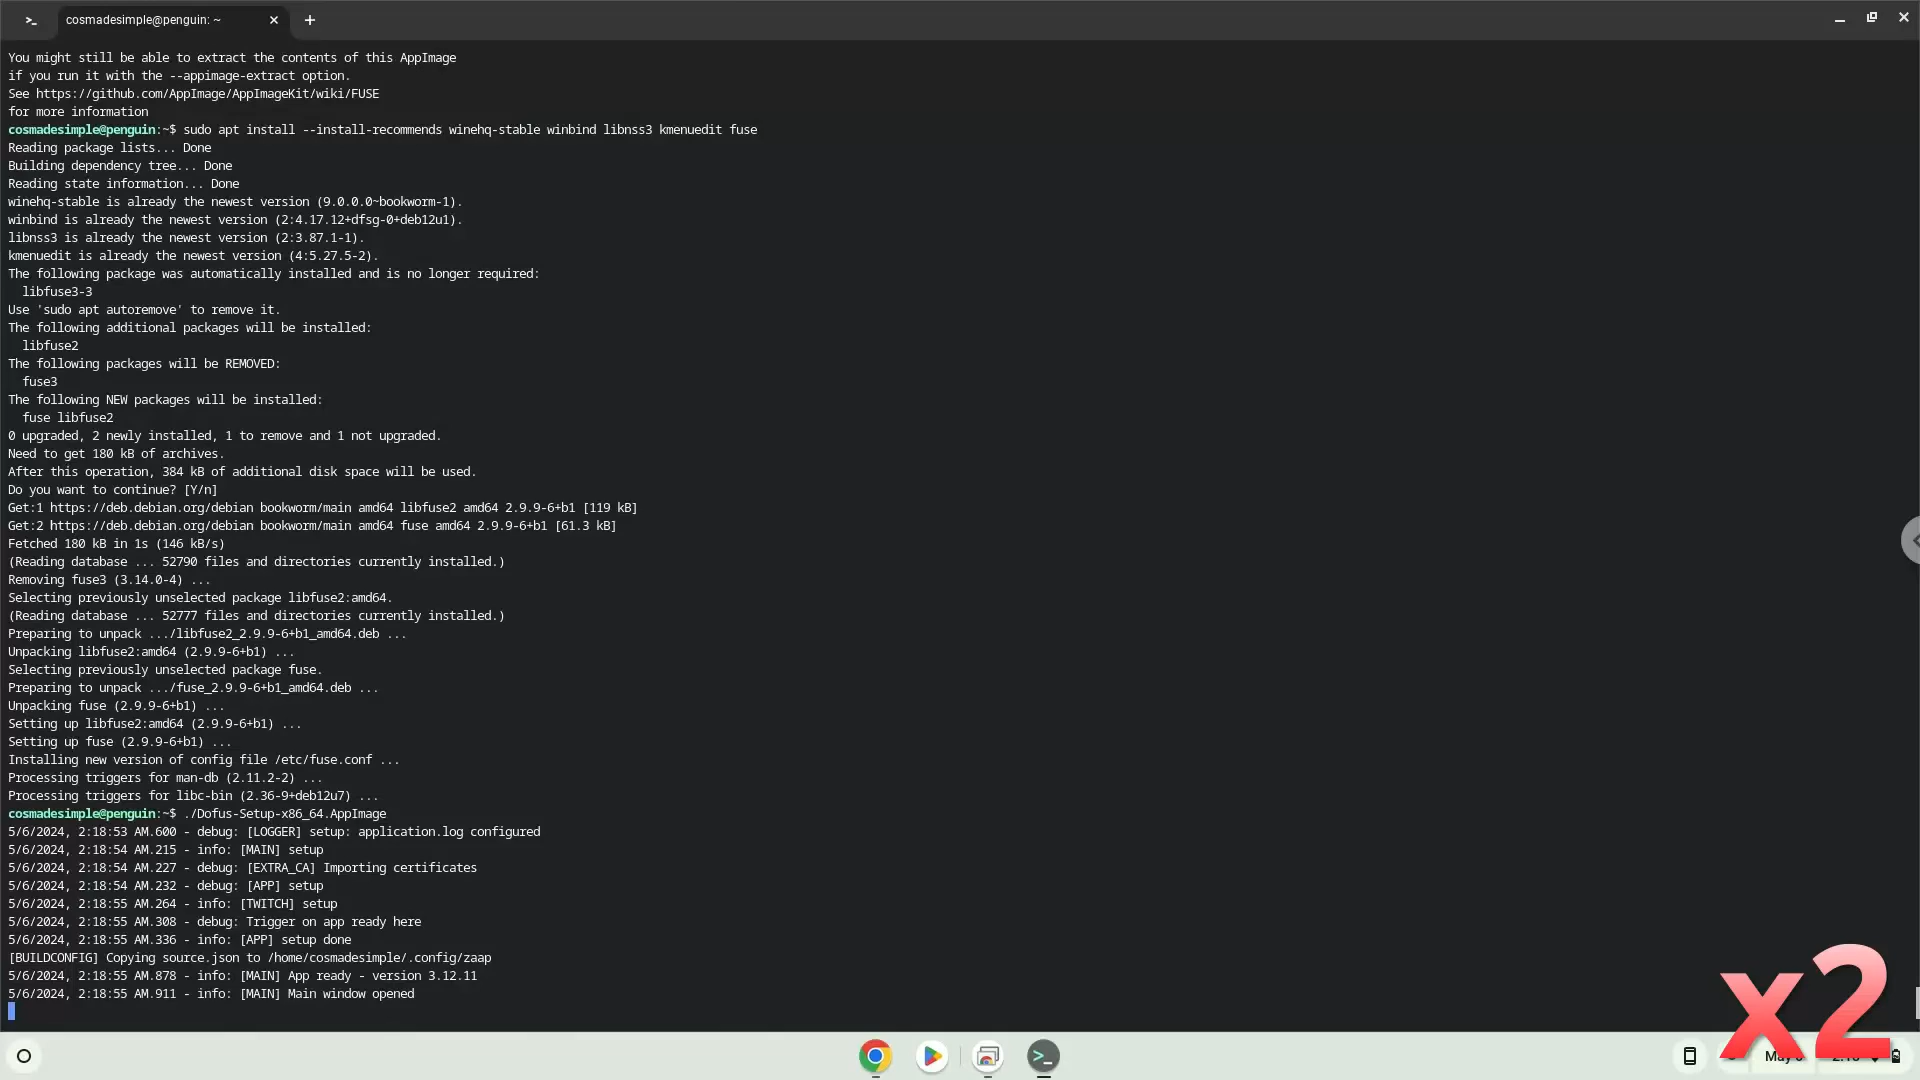 cosmadesimple@penguin: ~
You might still be able to extract the contents of this AppImage
if you run it with the --appimage-extract option.
See https://github.com/AppImage/AppImageKit/wiki/FUSE
for more information
cosmadesimple@penguin:~$ sudo apt install --install-recommends winehq-stable winbind libnss3 kmenuedit fuse
Reading package lists... Done
Building dependency tree... Done
Reading state information... Done
winehq-stable is already the newest version (9.0.0.0~bookworm-1).
winbind is already the newest version (2:4.17.12+dfsg-0+deb12u1).
libnss3 is already the newest version (2:3.87.1-1).
kmenuedit is already the newest version (4:5.27.5-2).
The following package was automatically installed and is no longer required:
libfuse3-3
Use 'sudo apt autoremove' to remove it.
The following additional packages will be installed:
libfuse2
The following packages will be REMOVED:
fuse3
The following NEW packages will be installed:
fuse libfuse2
0 upgraded, 2 newly installed, 1 to remove and 1 not upgraded.
Need to get 180 kB of archives.
After this operation, 384 kB of additional disk space will be used.
Do you want to continue? [Y/n]
Get:1 https://deb.debian.org/debian bookworm/main amd64 libfuse2 amd64 2.9.9-6+b1 [119 kB]
Get:2 https://deb.debian.org/debian bookworm/main amd64 fuse amd64 2.9.9-6+b1 [61.3 kB]
Fetched 180 kB in 1s (146 kB/s)
(Reading database ... 52790 files and directories currently installed.)
Removing fuse3 (3.14.0-4) ...
Selecting previously unselected package libfuse2:amd64.
(Reading database ... 52777 files and directories currently installed.)
Preparing to unpack .../libfuse2_2.9.9-6+b1_amd64.deb ...
Unpacking libfuse2:amd64 (2.9.9-6+b1) ...
Selecting previously unselected package fuse.
Preparing to unpack .../fuse_2.9.9-6+b1_amd64.deb ...
Unpacking fuse (2.9.9-6+b1) ...
Setting up libfuse2:amd64 (2.9.9-6+b1) ...
Setting up fuse (2.9.9-6+b1) ...
Installing new version of config file /etc/fuse.conf ...
Processing triggers for man-db (2.11.2-2) ...
Processing triggers for libc-bin (2.36-9+deb12u7) ...
cosmadesimple@penguin:~$ ./Dofus-Setup-x86_64.AppImage
5/6/2024, 2:18:53 AM.600 - debug: [LOGGER] setup: application.log configured
5/6/2024, 2:18:54 AM.215 - info: [MAIN] setup
5/6/2024, 2:18:54 AM.227 - debug: [EXTRA_CA] Importing certificates
5/6/2024, 2:18:54 AM.232 - debug: [APP] setup
5/6/2024, 2:18:55 AM.264 - info: [TWITCH] setup
5/6/2024, 2:18:55 AM.308 - debug: Trigger on app ready here
5/6/2024, 2:18:55 AM.336 - info: [APP] setup done
[BUILDCONFIG] Copying source.json to /home/cosmadesimple/.config/zaap
5/6/2024, 2:18:55 AM.878 - info: [MAIN] App ready - version 3.12.11
5/6/2024, 2:18:55 AM.911 - info: [MAIN] Main window opened
x2
May